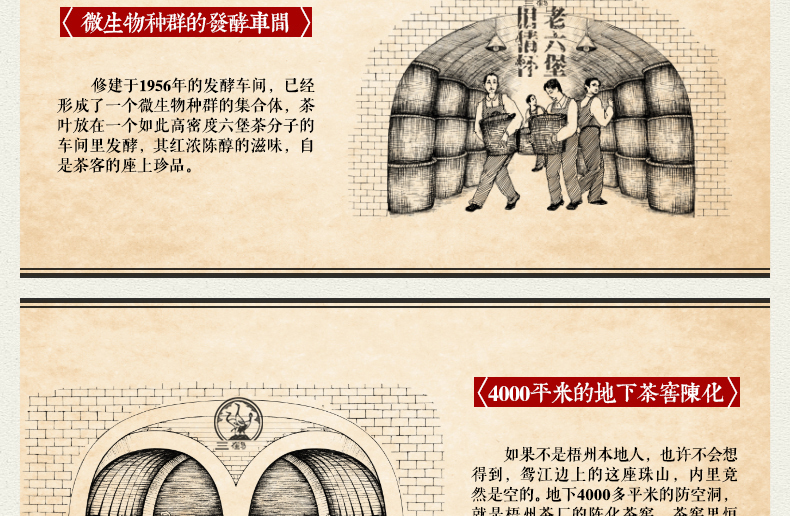 微生物种群的發酵車間
修建于1956年的发酵车间，已经
形成了一个微生物种群的集合体，茶
叶放在一个如此高密度六堡茶分子的
车间里发酵，其红浓陈醇的滋味，自
是茶客的座上珍品。
老六堡
旧情怀
4000平米的地下茶窖陳化
如果不是梧州本地人，也许不会想
得到，鸳江边上的这座珠山，内里竟
然是空的。地下4000多平米的防空洞，
就是梧州茶厂的陈化茶窖，茶窖里恒
三鹤